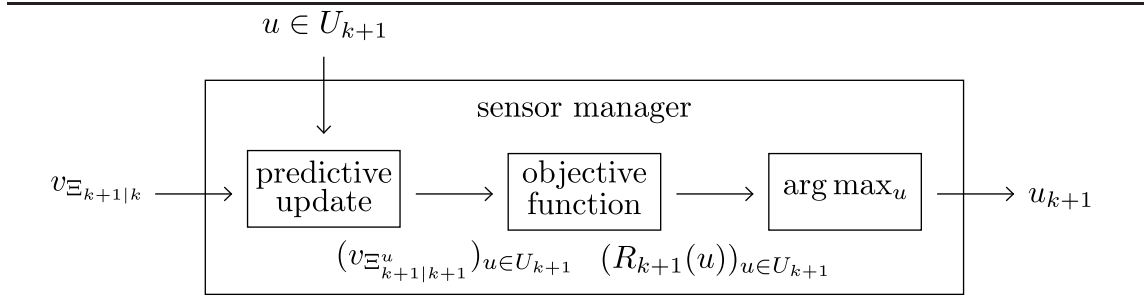 u ∈ U_{k+1}
sensor manager
v_{Ξ_{k+1|k}}
predictive
update
objective
function
arg max_u
u_{k+1}
(v_{Ξ^u_{k+1|k+1}})_{u∈U_{k+1}} (R_{k+1}(u))_{u∈U_{k+1}}